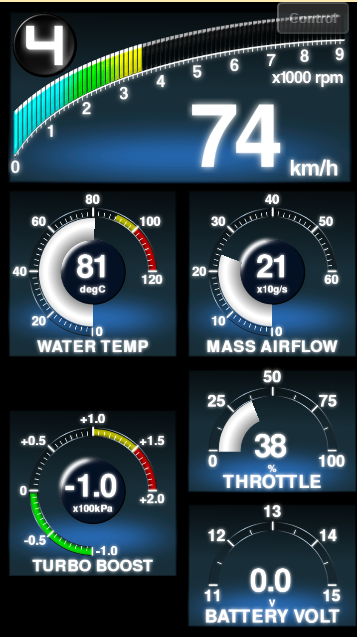 Control
4
0 1 2 3 4 5 6 7 8 9
x1000 rpm
74 km/h
0 20 40 60 80 100 120
81
degC
WATER TEMP
0 10 20 30 40 50 60
21
x10g/s
MASS AIRFLOW
-1.0 -0.5 0 +0.5 +1.0 +1.5 +2.0
-1.0
x100kPa
TURBO BOOST
0 25 50 75 100
38
%
THROTTLE
11 12 13 14 15
0.0
V
BATTERY VOLT